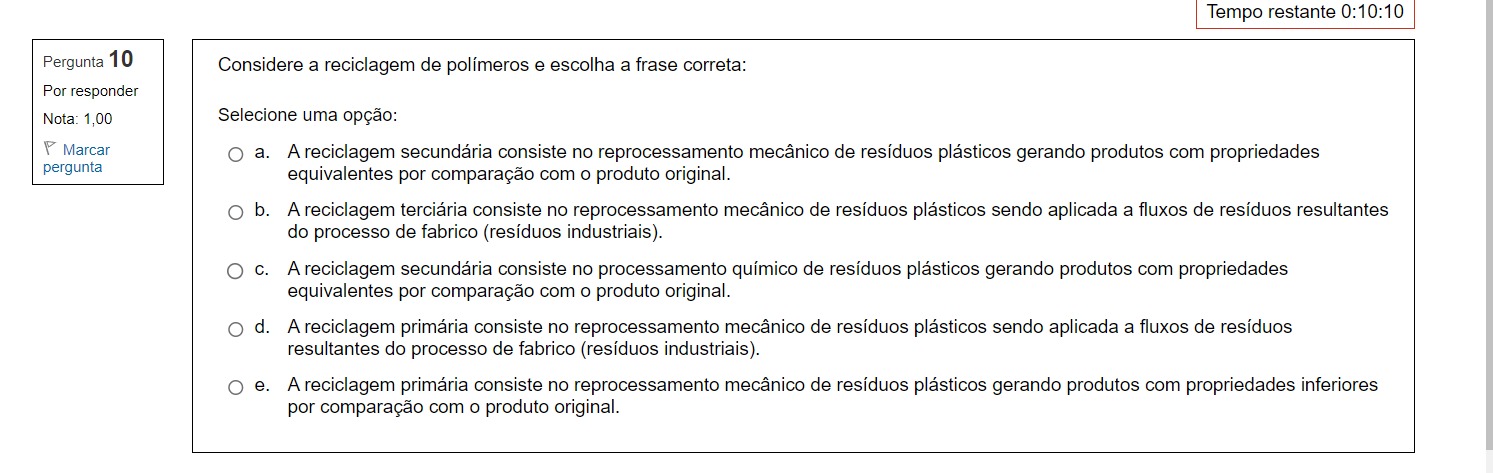 Tempo restante 0:10:10
Pergunta 10
Por responder
Nota: 1,00
Marcar
pergunta
Considere a reciclagem de polímeros e escolha a frase correta:
Selecione uma opção:
a. A reciclagem secundária consiste no reprocessamento mecânico de resíduos plásticos gerando produtos com propriedades
equivalentes por comparação com o produto original.
b. A reciclagem terciária consiste no reprocessamento mecânico de resíduos plásticos sendo aplicada a fluxos de resíduos resultantes
do processo de fabrico (resíduos industriais).
c. A reciclagem secundária consiste no processamento químico de resíduos plásticos gerando produtos com propriedades
equivalentes por comparação com o produto original.
d. A reciclagem primária consiste no reprocessamento mecânico de resíduos plásticos sendo aplicada a fluxos de resíduos
resultantes do processo de fabrico (resíduos industriais).
e. A reciclagem primária consiste no reprocessamento mecânico de resíduos plásticos gerando produtos com propriedades inferiores
por comparação com o produto original.